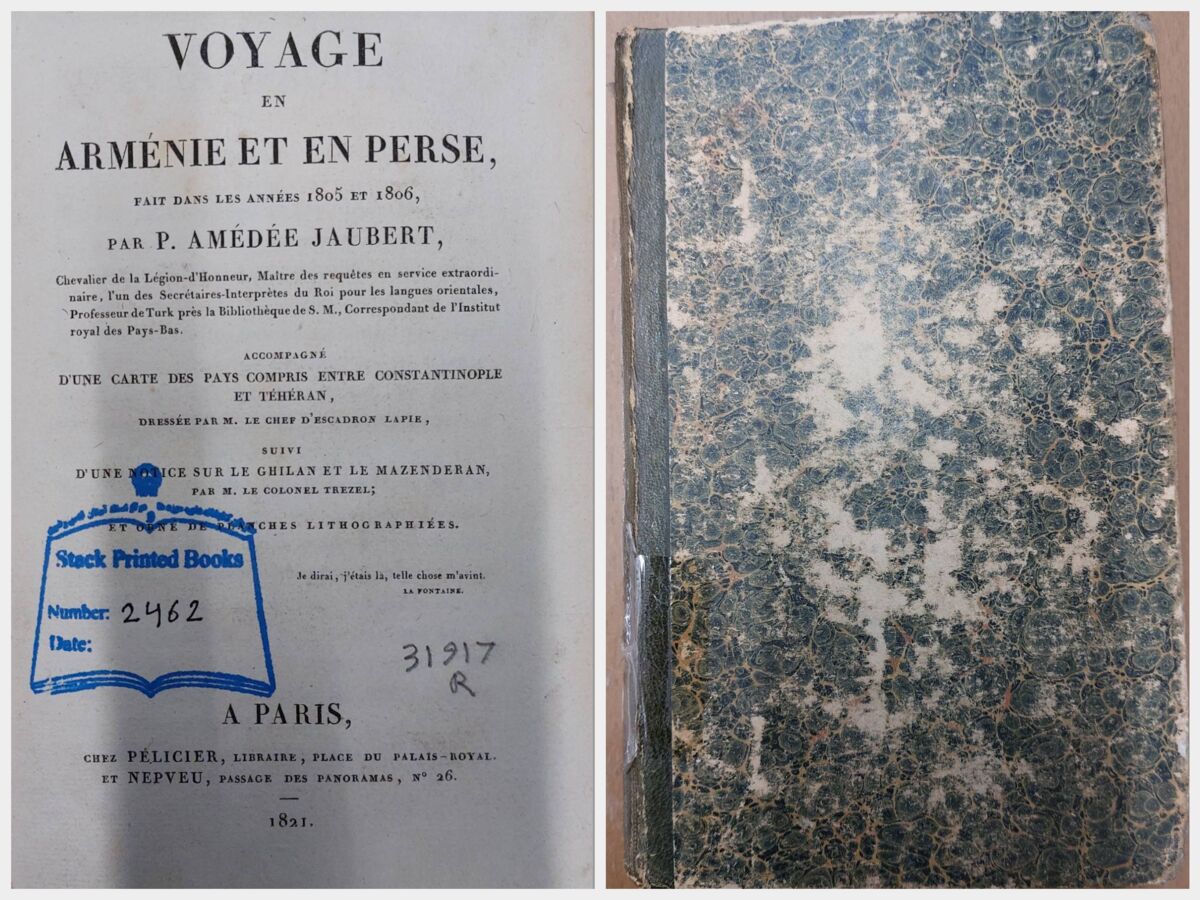 VOYAGE
EN
ARMÉNIE ET EN PERSE,
FAIT DANS LES ANNÉES 1805 ET 1806,
PAR P. AMÉDÉE JAUBERT,
Chevalier de la Légion-d'Honneur, Maître des requêtes en service extraordi-
naire, l'un des Secrétaires-Interprètes du Roi pour les langues orientales,
Professeur de Turk près la Bibliothèque de S. M., Correspondant de l'Institut
royal des Pays-Bas.
ACCOMPAGNÉ
D'UNE CARTE DES PAYS COMPRIS ENTRE CONSTANTINOPLE
ET TÉHÉRAN,
DRESSÉE PAR M. LE CHEF D'ESCADRON LAPIE,
SUIVI
D'UNE NOTICE SUR LE GHILAN ET LE MAZENDERAN,
PAR M. LE COLONEL TREZEL;
ET ORNÉ DE PLANCHES LITHOGRAPHIÉES.
Stack Printed Books
Number: 2462
Date:
Je dirai, j'étais là, telle chose m'avint.
LA FONTAINE.
31917
R
A PARIS,
CHEZ PÉLICIER, LIBRAIRE, PLACE DU PALAIS-ROYAL.
ET NEPVEU, PASSAGE DES PANORAMAS, N° 26.
1821.